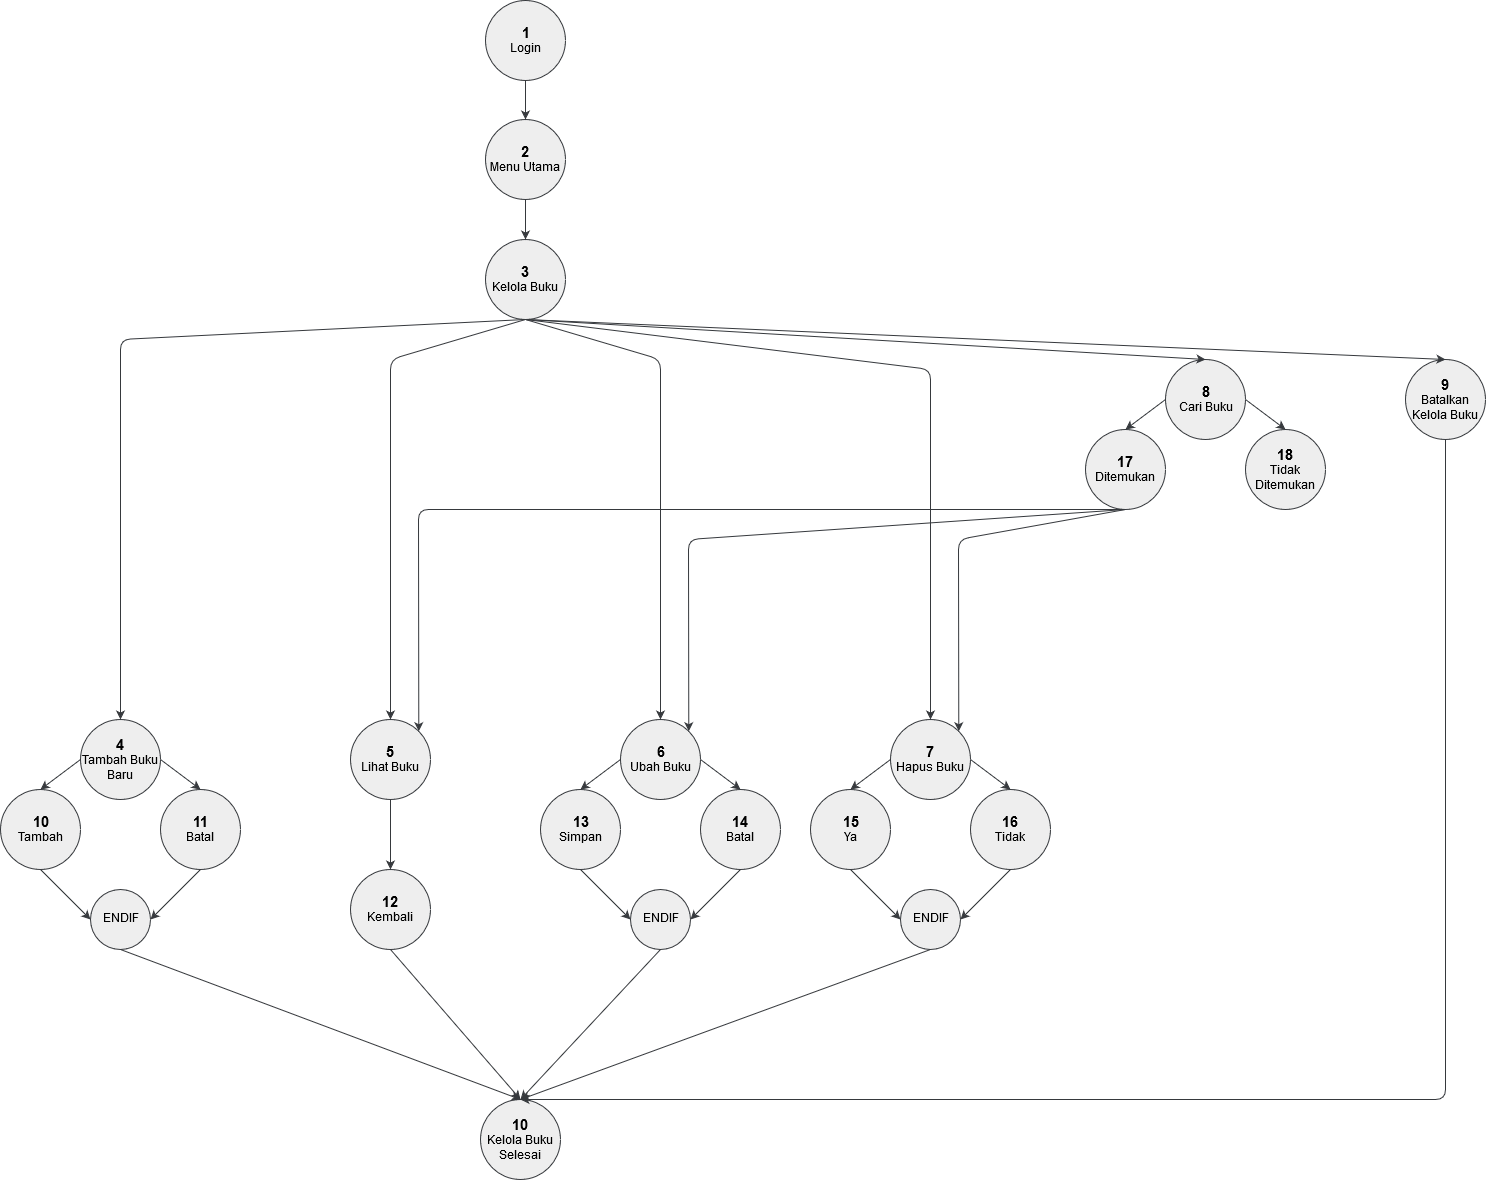 1
Login
2
Menu Utama
3
Kelola Buku
8
Cari Buku
9
Batalkan
Kelola Buku
17
Ditemukan
18
Tidak
Ditemukan
4
Tambah Buku
Baru
5
Lihat Buku
6
Ubah Buku
7
Hapus Buku
10
Tambah
11
Batal
13
Simpan
14
Batal
15
Ya
16
Tidak
12
Kembali
ENDIF
ENDIF
ENDIF
10
Kelola Buku
Selesai